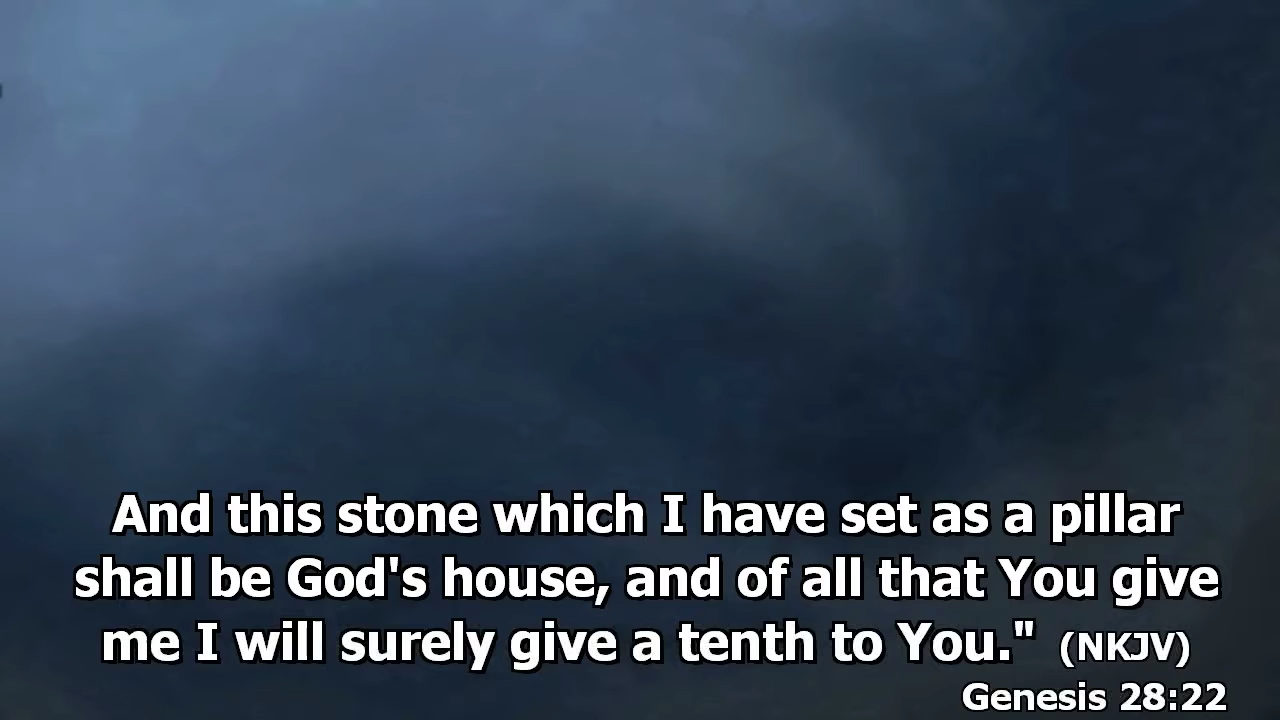 And this stone which I have set as a pillar
shall be God's house, and of all that You give
me I will surely give a tenth to You." (NKJV)
Genesis 28:22